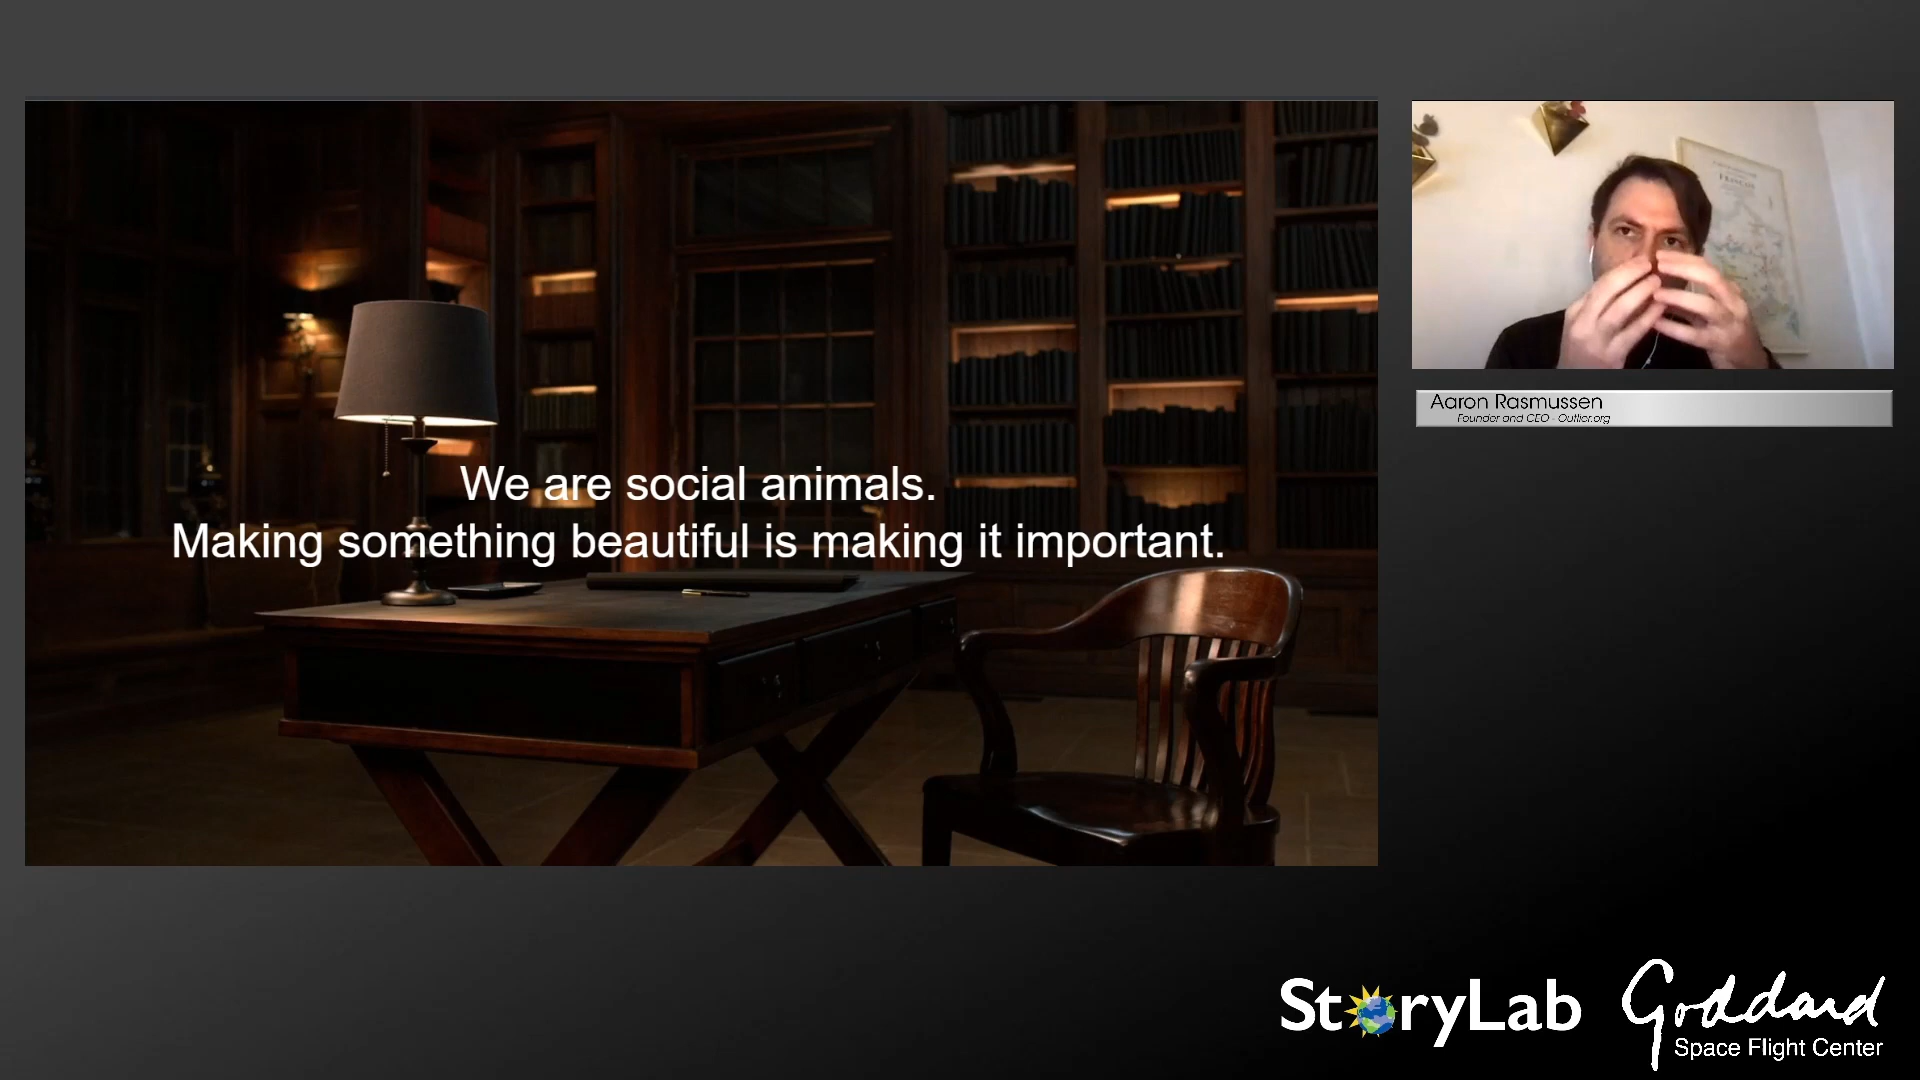 We are social animals.
Making something beautiful is making it important.
FRANÇAIS
Aaron Rasmussen
Founder and CEO - Outlier.org
StoryLab
Goddard
Space Flight Center